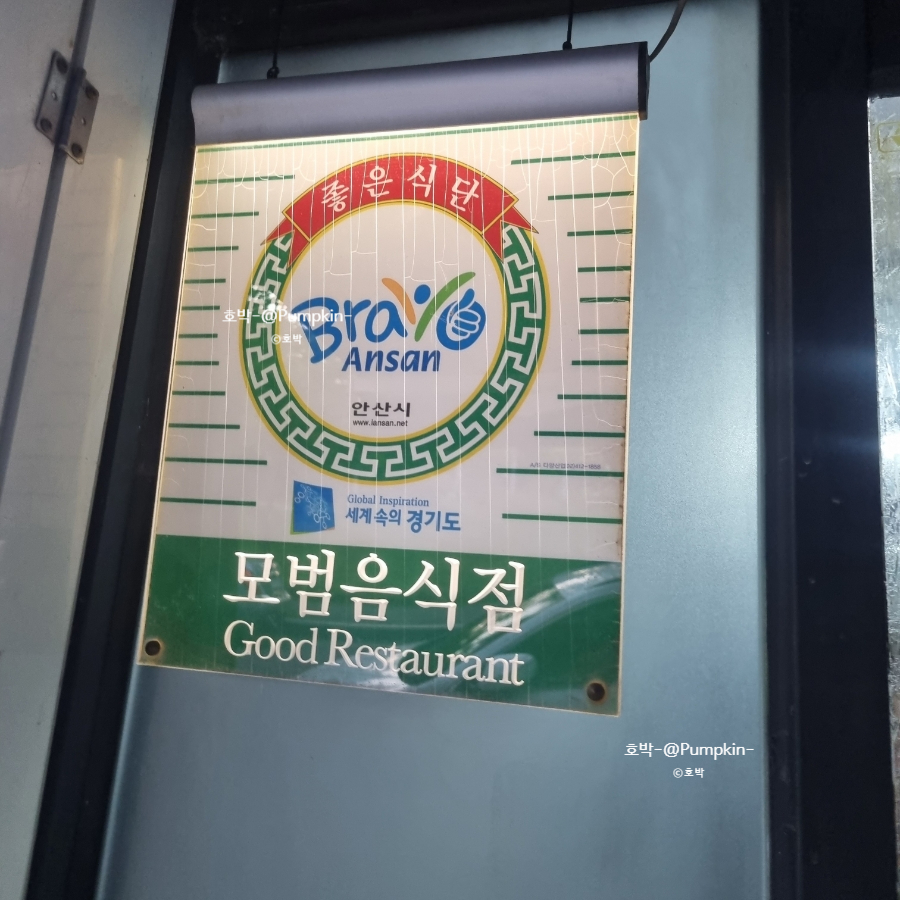 좋은식단
Bravo
Ansan
안산시
www.iansan.net
Global Inspiration
세계 속의 경기도
모범음식점
Good Restaurant
호박-@Pumpkin-
©호박
호박-@Pumpkin-
©호박